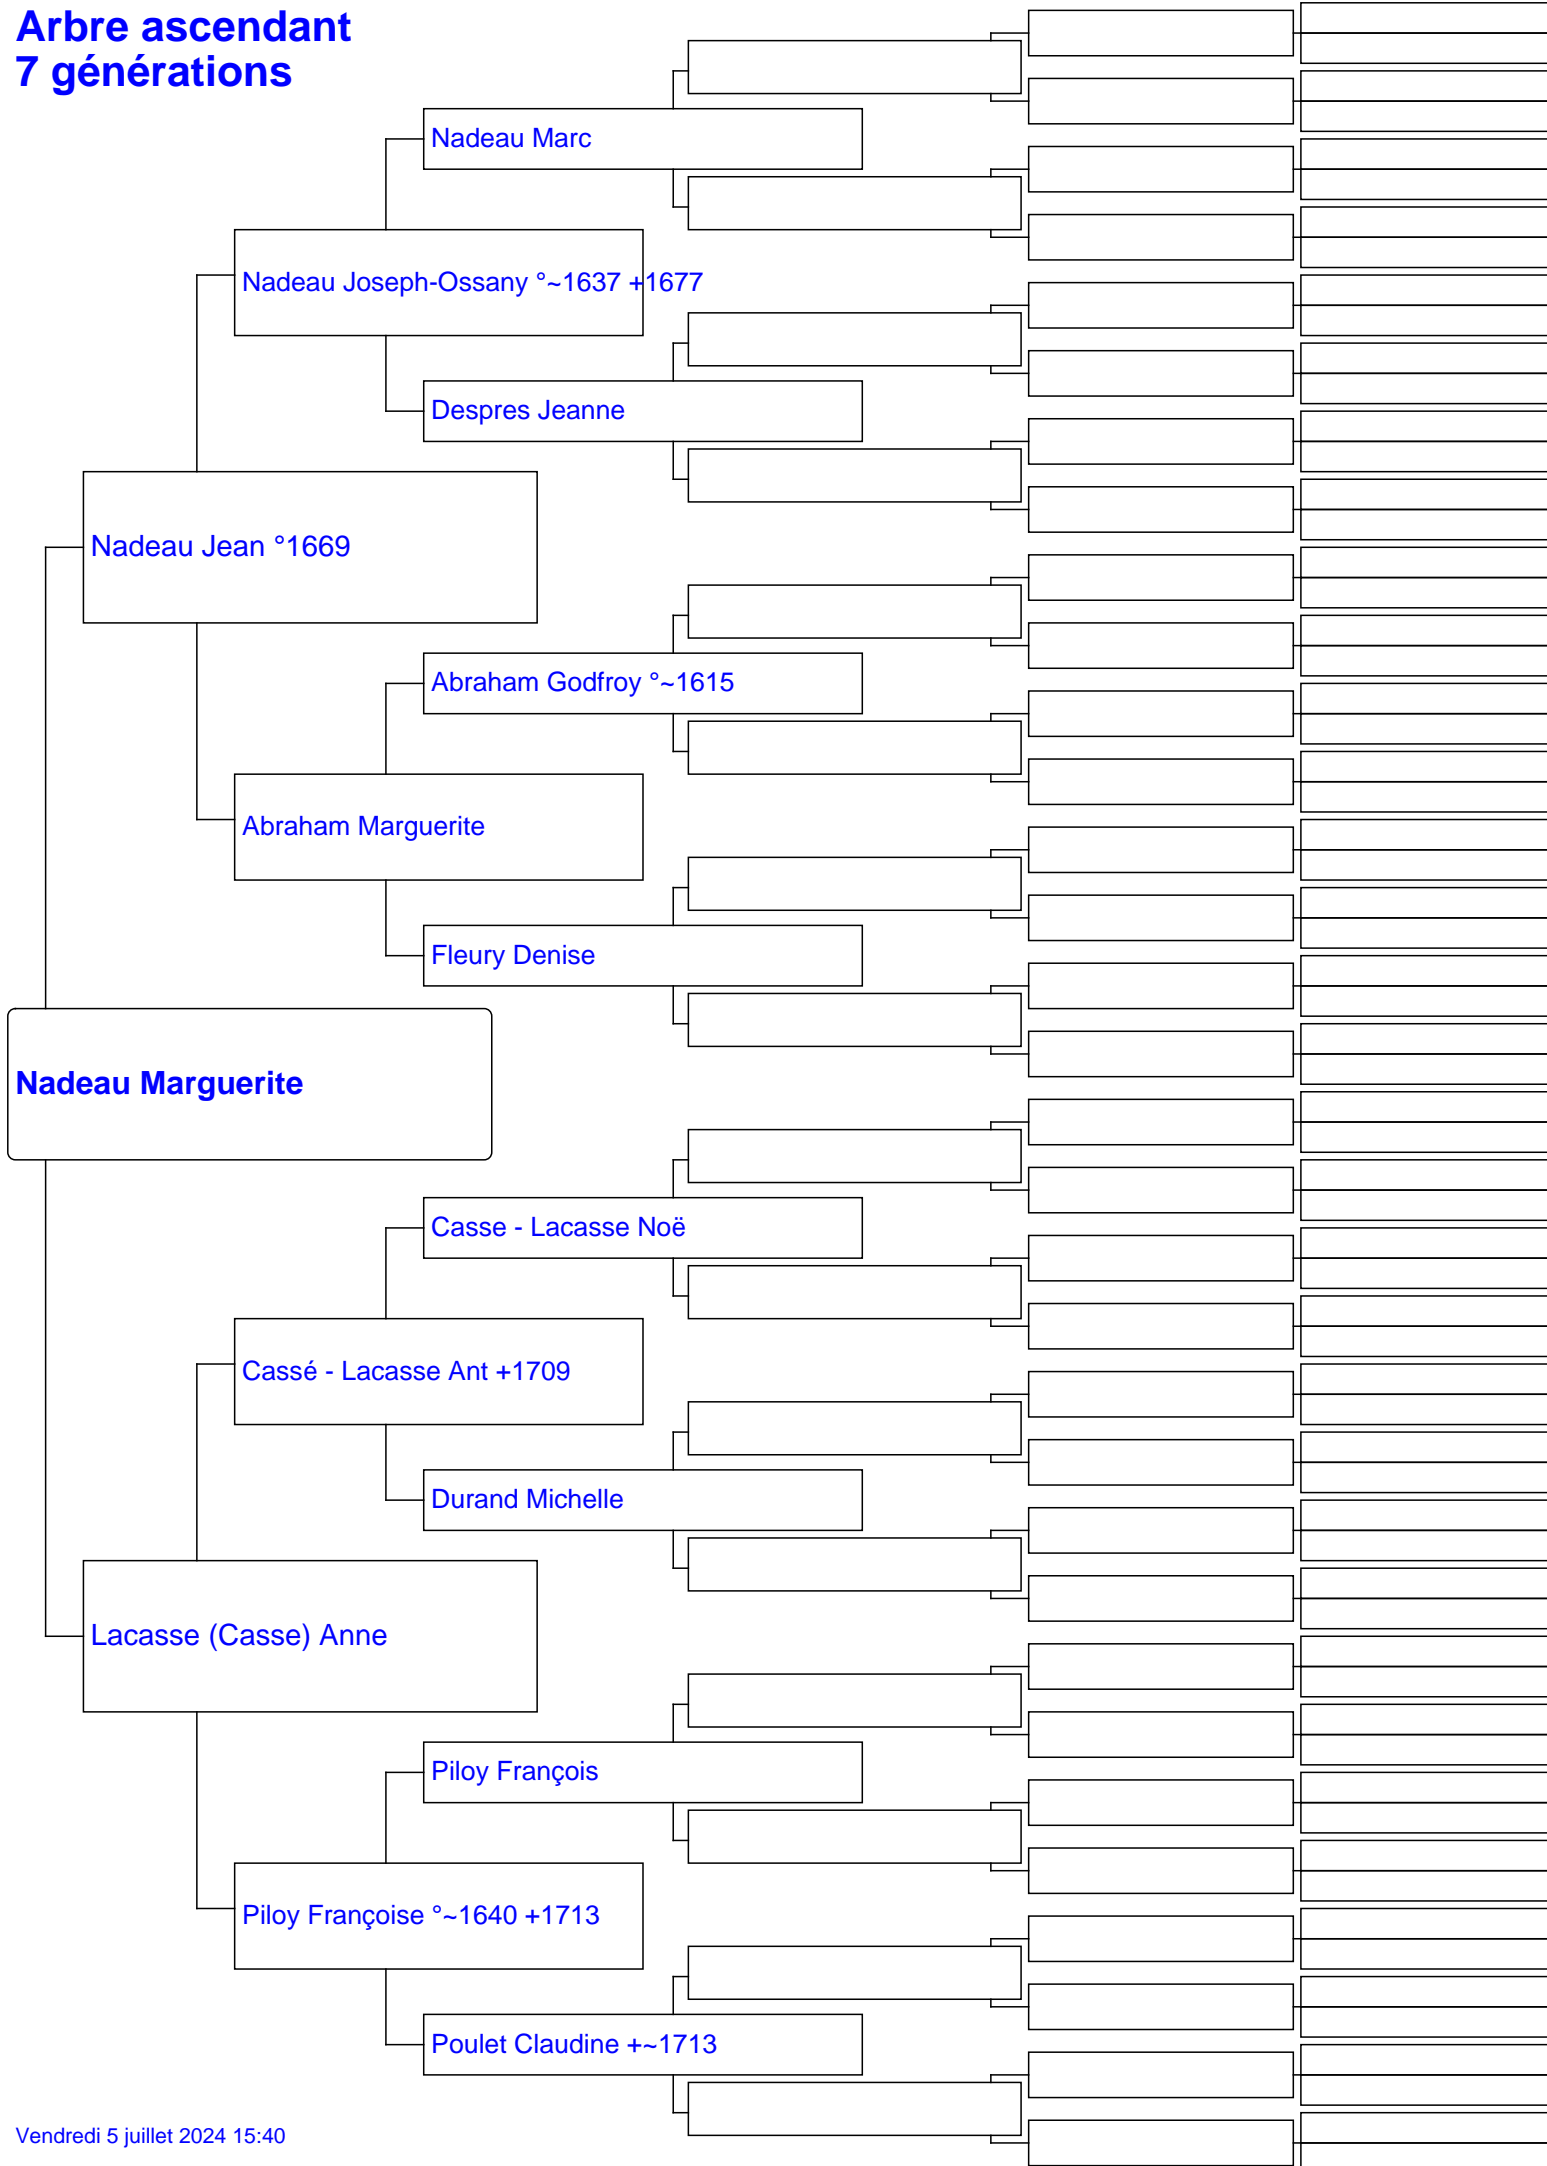 Arbre ascendant
7 générations
Nadeau Marc
Nadeau Joseph-Ossany °~1637 +1677
Despres Jeanne
Nadeau Jean °1669
Abraham Godfroy °~1615
Abraham Marguerite
Fleury Denise
Nadeau Marguerite
Casse - Lacasse Noë
Cassé - Lacasse Ant +1709
Durand Michelle
Lacasse (Casse) Anne
Piloy François
Piloy Françoise °~1640 +1713
Poulet Claudine +~1713
Vendredi 5 juillet 2024 15:40